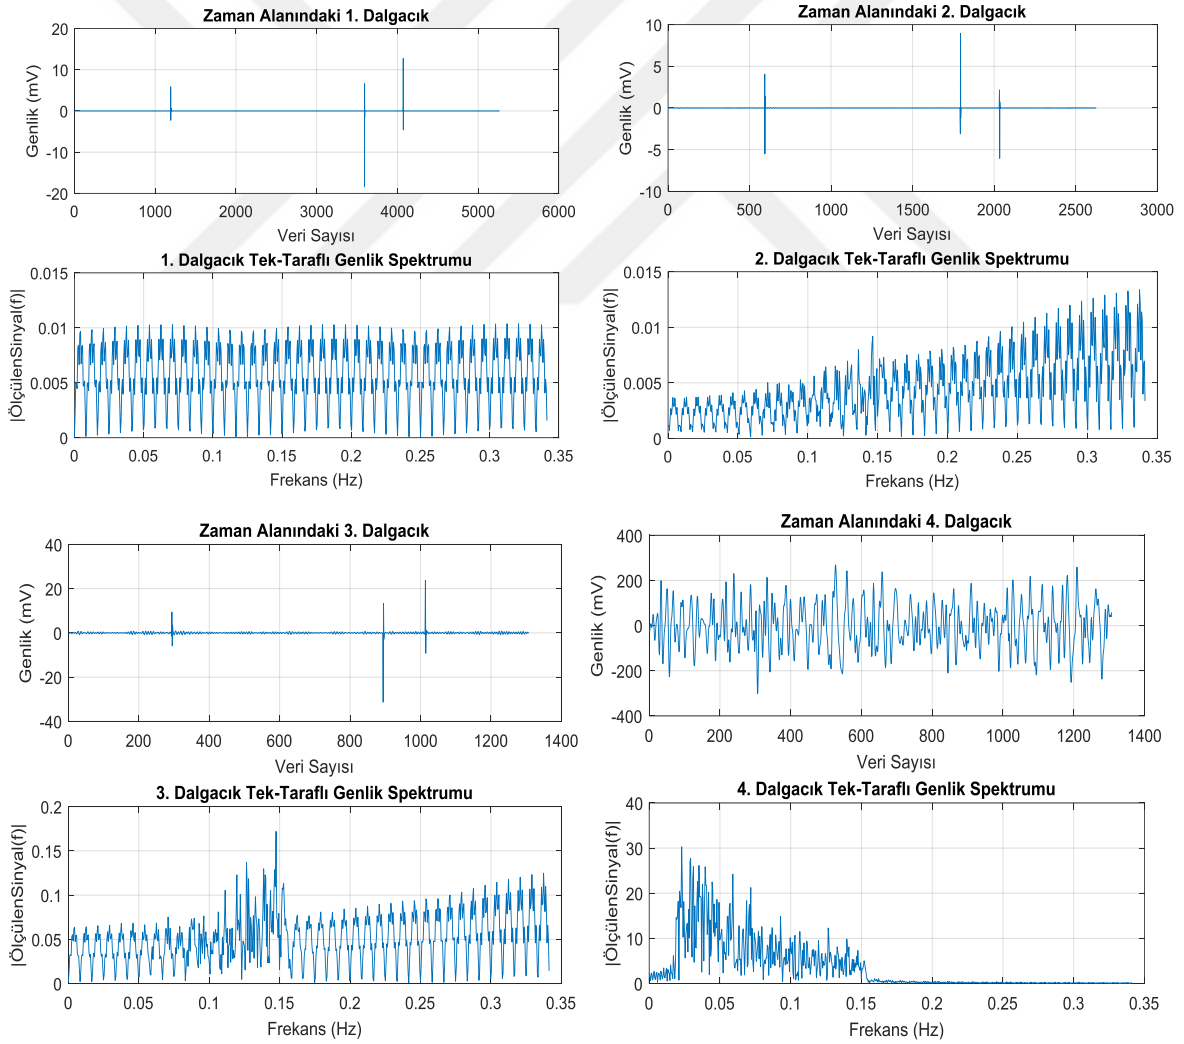 Zaman Alanındaki 1. Dalgacık
Genlik (mV)
20
10
0
-10
-20
0 1000 2000 3000 4000 5000 6000
Veri Sayısı
Zaman Alanındaki 2. Dalgacık
Genlik (mV)
10
5
0
-5
-10
0 500 1000 1500 2000 2500 3000
Veri Sayısı
1. Dalgacık Tek-Taraflı Genlik Spektrumu
|ÖlçülenSinyal(f)|
0.015
0.01
0.005
0
0 0.05 0.1 0.15 0.2 0.25 0.3 0.35
Frekans (Hz)
2. Dalgacık Tek-Taraflı Genlik Spektrumu
|ÖlçülenSinyal(f)|
0.015
0.01
0.005
0
0 0.05 0.1 0.15 0.2 0.25 0.3 0.35
Frekans (Hz)
Zaman Alanındaki 3. Dalgacık
Genlik (mV)
40
20
0
-20
-40
0 200 400 600 800 1000 1200 1400
Veri Sayısı
Zaman Alanındaki 4. Dalgacık
Genlik (mV)
400
200
0
-200
-400
0 200 400 600 800 1000 1200 1400
Veri Sayısı
3. Dalgacık Tek-Taraflı Genlik Spektrumu
|ÖlçülenSinyal(f)|
0.2
0.15
0.1
0.05
0
0 0.05 0.1 0.15 0.2 0.25 0.3 0.35
Frekans (Hz)
4. Dalgacık Tek-Taraflı Genlik Spektrumu
|ÖlçülenSinyal(f)|
40
30
20
10
0
0 0.05 0.1 0.15 0.2 0.25 0.3 0.35
Frekans (Hz)